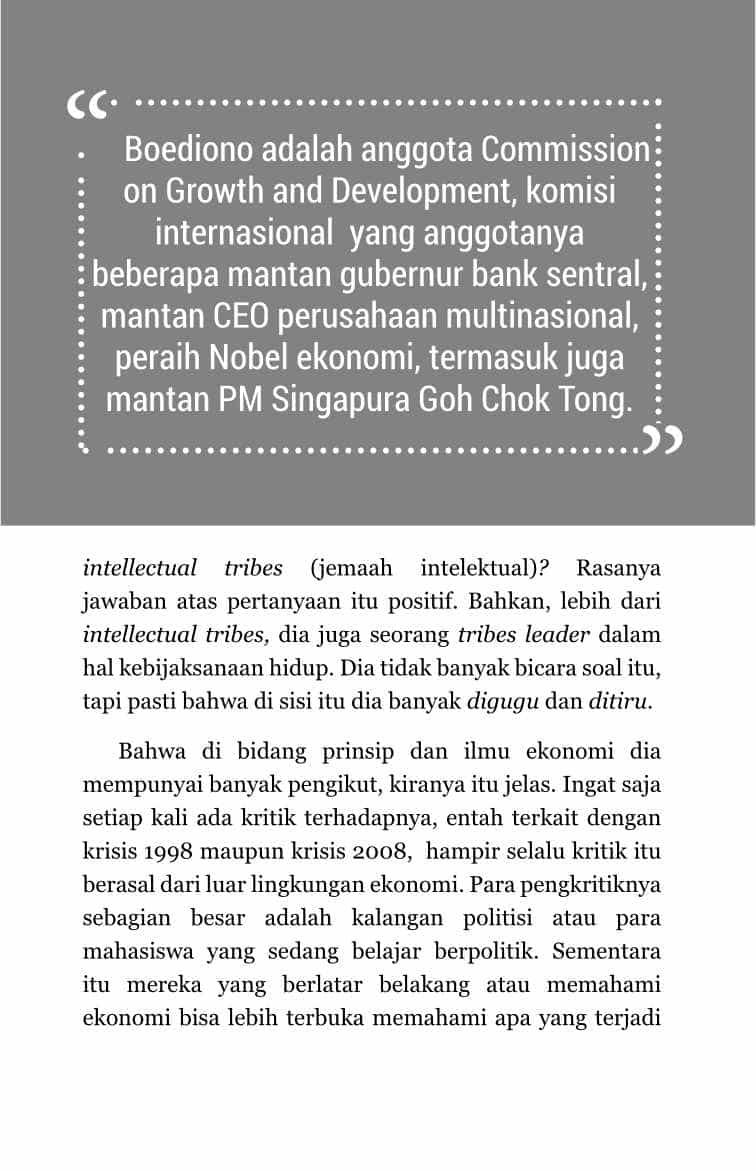 “
Boediono adalah anggota Commission
on Growth and Development, komisi
internasional yang anggotanya
beberapa mantan gubernur bank sentral,
mantan CEO perusahaan multinasional,
peraih Nobel ekonomi, termasuk juga
mantan PM Singapura Goh Chok Tong.
”
intellectual tribes (jemaah intelektual)? Rasanya
jawaban atas pertanyaan itu positif. Bahkan, lebih dari
intellectual tribes, dia juga seorang tribes leader dalam
hal kebijaksanaan hidup. Dia tidak banyak bicara soal itu,
tapi pasti bahwa di sisi itu dia banyak digugu dan ditiru.
Bahwa di bidang prinsip dan ilmu ekonomi dia
mempunyai banyak pengikut, kiranya itu jelas. Ingat saja
setiap kali ada kritik terhadapnya, entah terkait dengan
krisis 1998 maupun krisis 2008, hampir selalu kritik itu
berasal dari luar lingkungan ekonomi. Para pengkritiknya
sebagian besar adalah kalangan politisi atau para
mahasiswa yang sedang belajar berpolitik. Sementara
itu mereka yang berlatar belakang atau memahami
ekonomi bisa lebih terbuka memahami apa yang terjadi